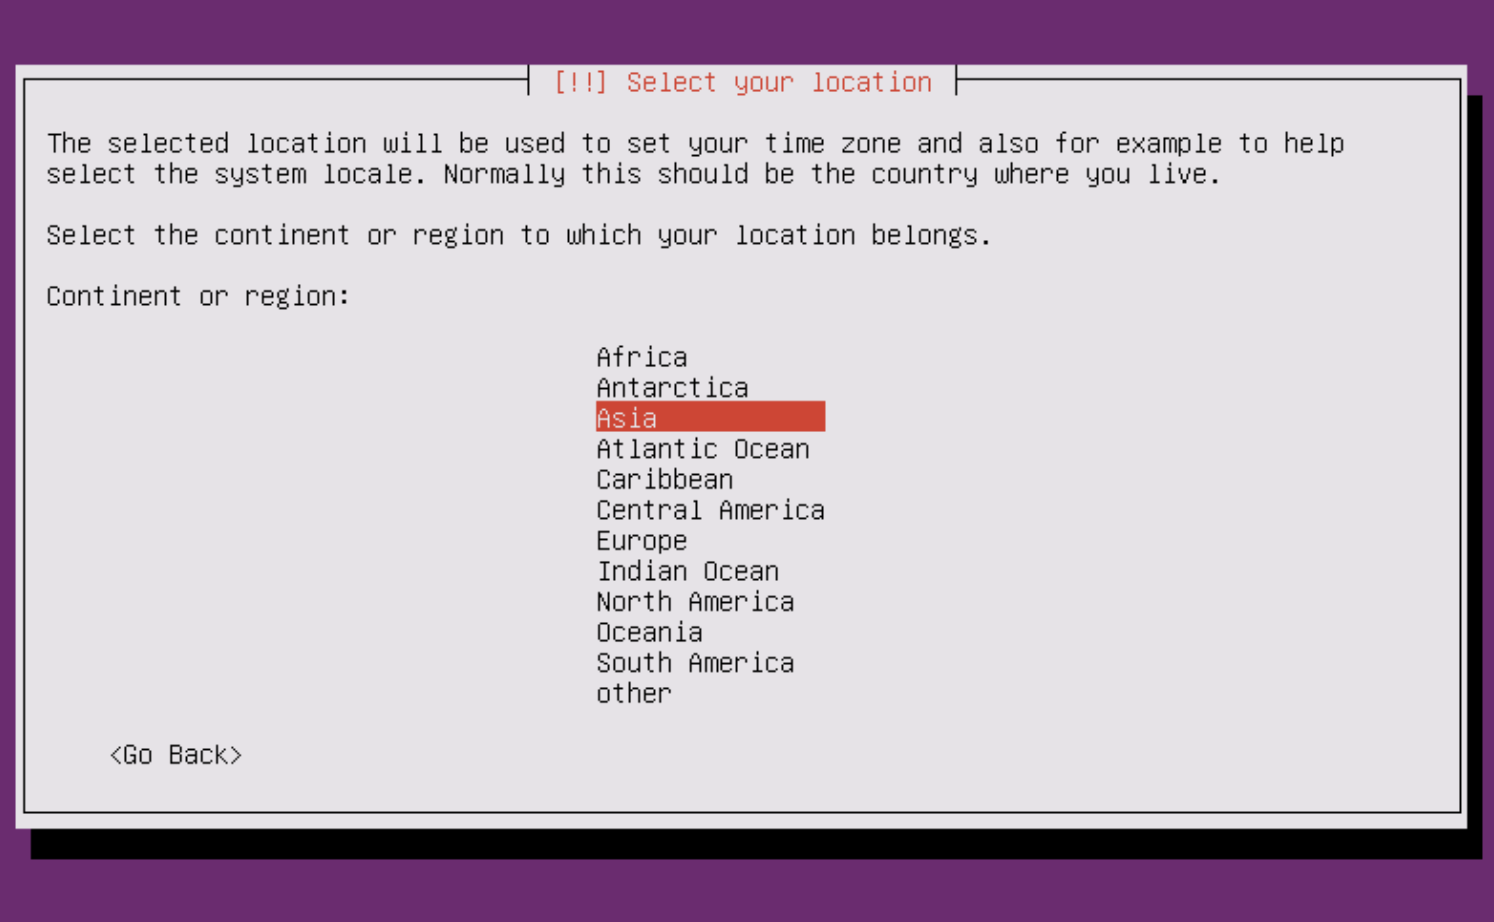 [!!] Select your location
The selected location will be used to set your time zone and also for example to help
select the system locale. Normally this should be the country where you live.
Select the continent or region to which your location belongs.
Continent or region:
Africa
Antarctica
Asia
Atlantic Ocean
Caribbean
Central America
Europe
Indian Ocean
North America
Oceania
South America
other
<Go Back>